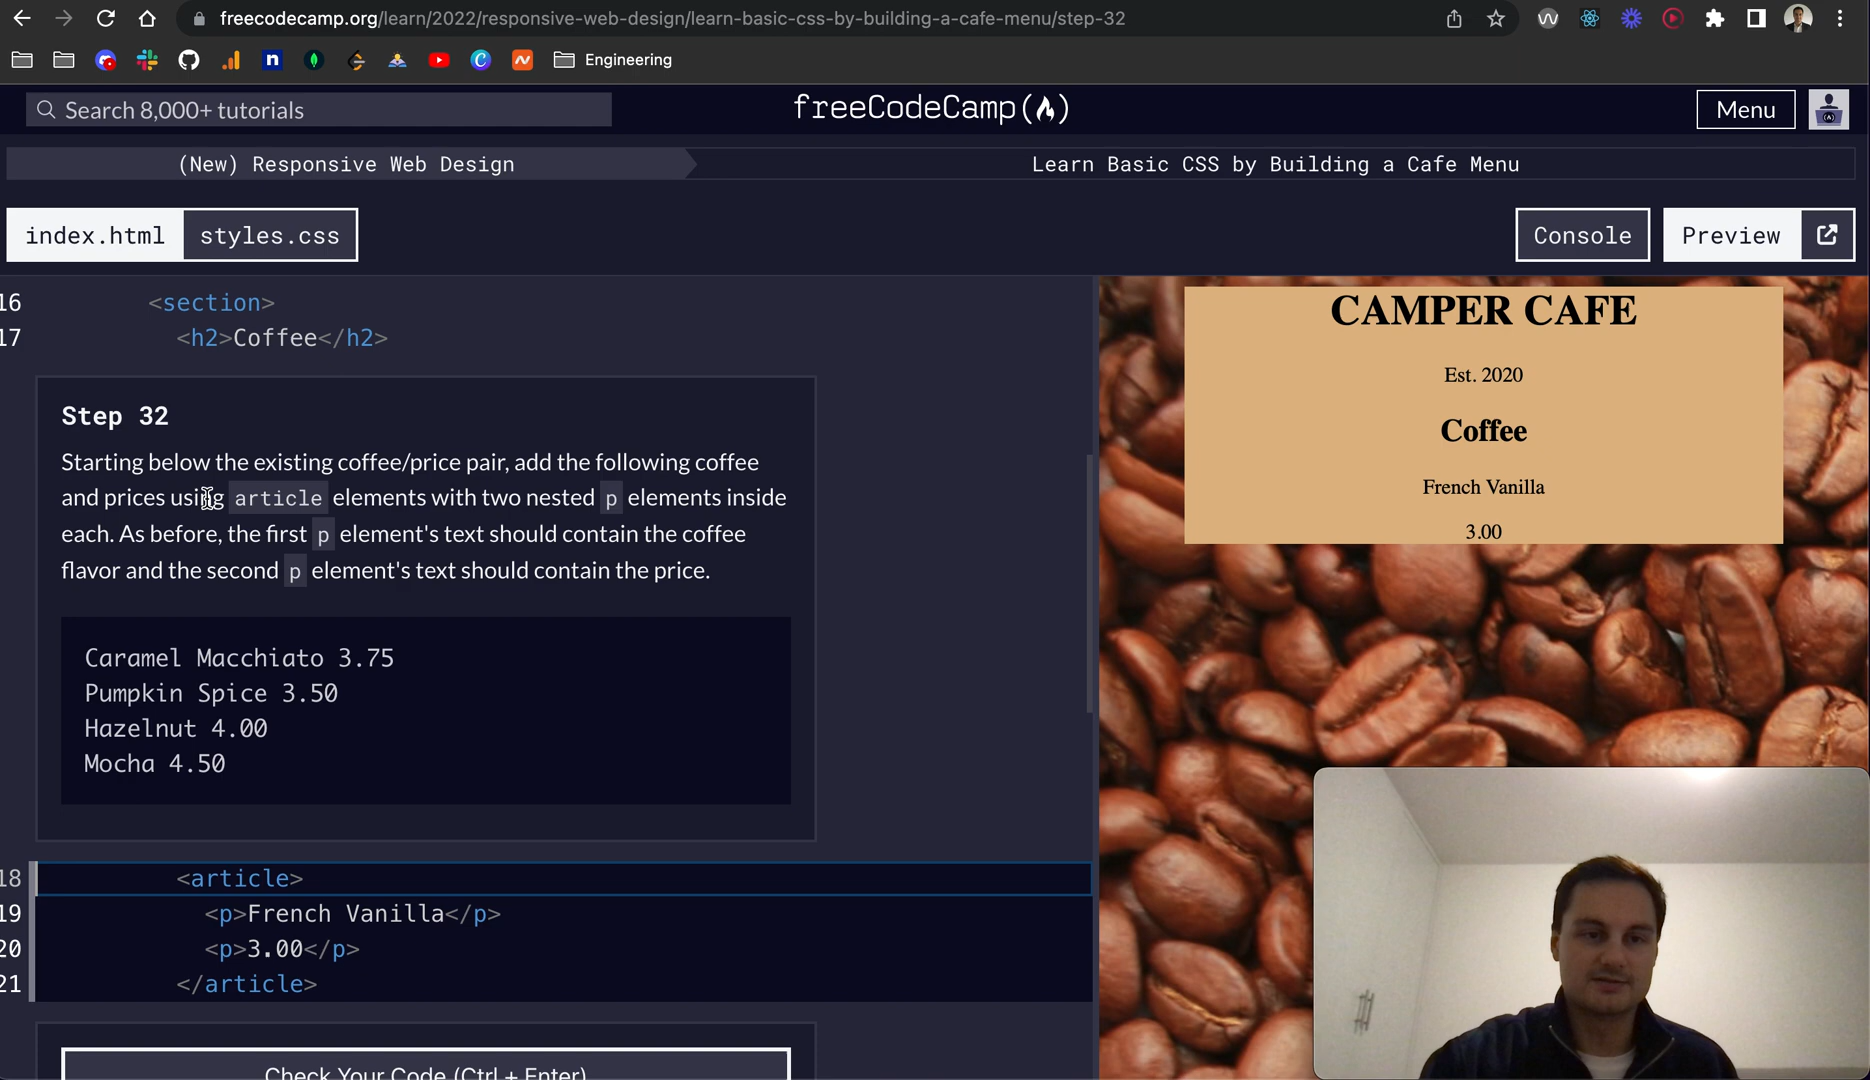 freecodecamp.org/learn/2022/responsive-web-design/learn-basic-css-by-building-a-cafe-menu/step-32
Engineering
Search 8,000+ tutorials
freeCodeCamp(🔥)
Menu
(New) Responsive Web Design
Learn Basic CSS by Building a Cafe Menu
index.html
styles.css
Console
Preview
16 <section>
17 <h2>Coffee</h2>
Step 32
Starting below the existing coffee/price pair, add the following coffee
and prices using article elements with two nested p elements inside
each. As before, the first p element's text should contain the coffee
flavor and the second p element's text should contain the price.
Caramel Macchiato 3.75
Pumpkin Spice 3.50
Hazelnut 4.00
Mocha 4.50
18 <article>
19 <p>French Vanilla</p>
20 <p>3.00</p>
21 </article>
Check Your Code (Ctrl + Enter)
CAMPER CAFE
Est. 2020
Coffee
French Vanilla
3.00